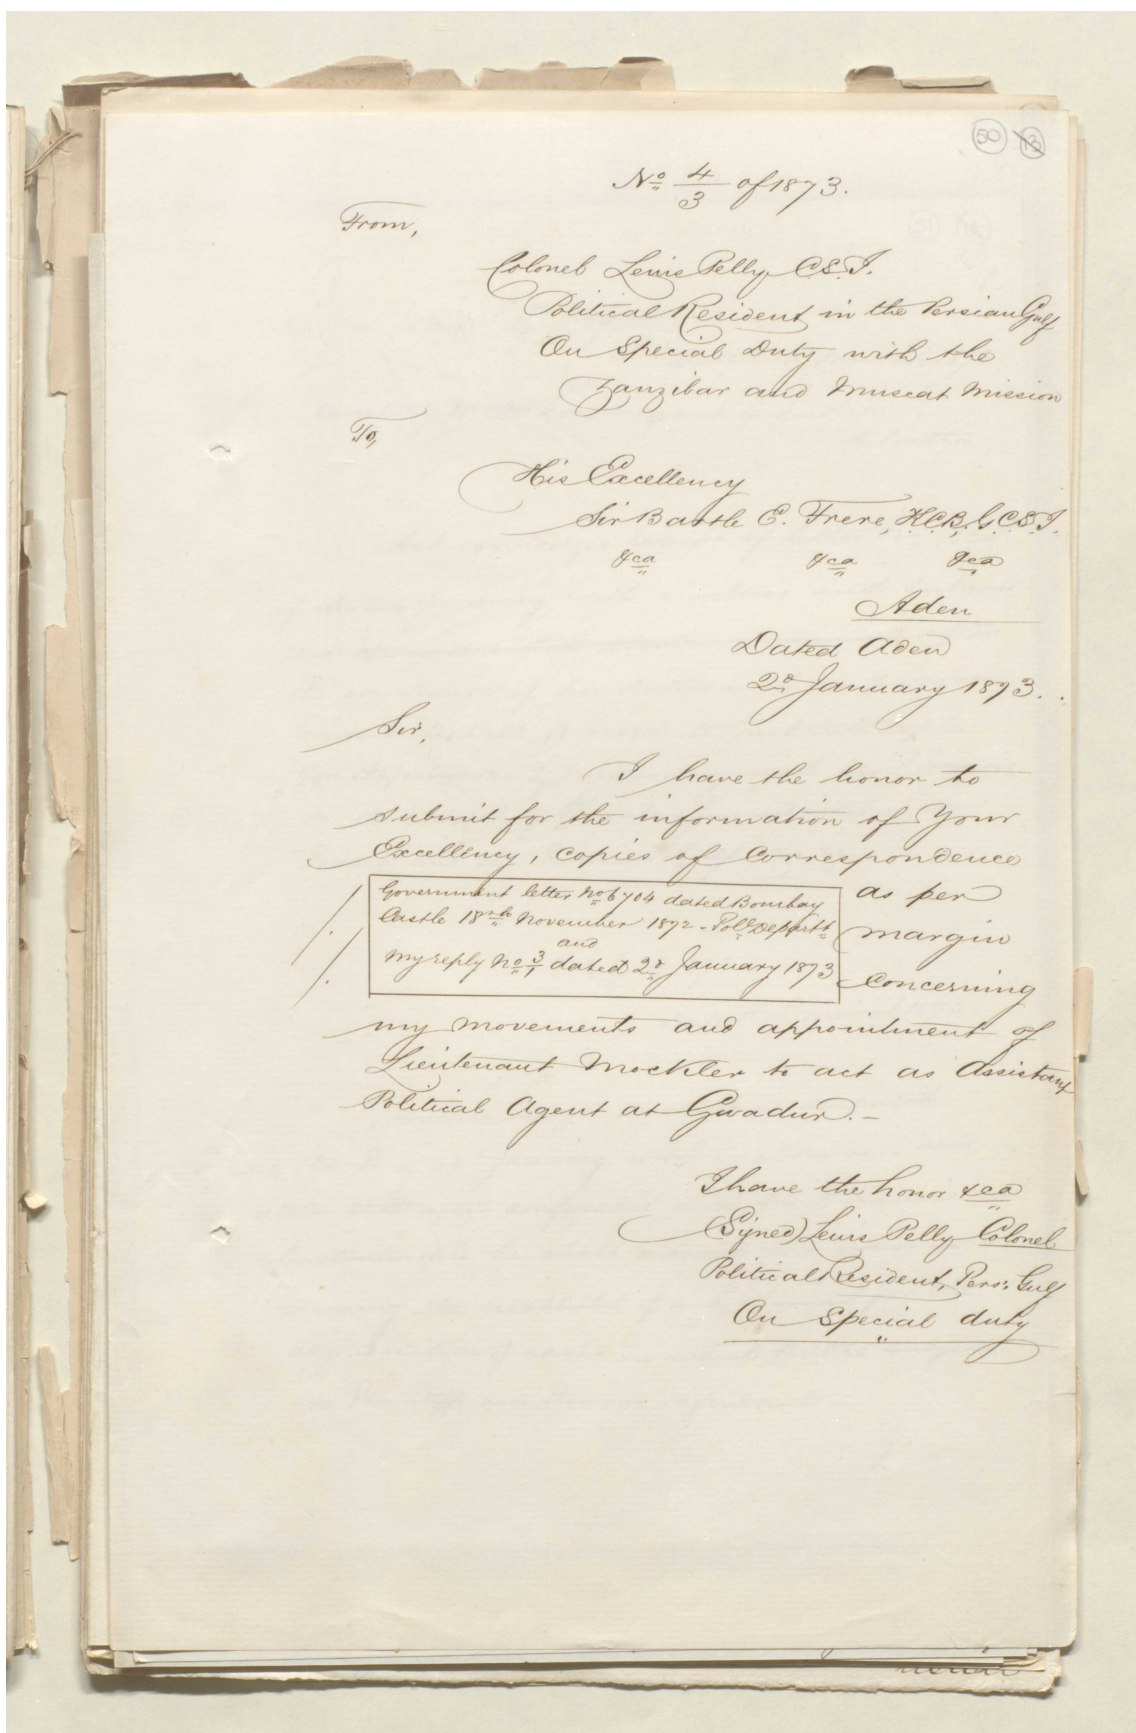 50 13
No 4/3 of 1873.
From,
Colonel Lewis Pelly C.S.I.
Political Resident in the Persian Gulf
On Special Duty with the
Zanzibar and Muscat Mission
To,
His Excellency
Sir Bartle E. Frere, K.C.B, G.C.S.I.
&ca &ca &ca
Aden
Dated Aden
2d January 1873.
Sir,
I have the honor to
submit for the information of Your
Excellency, copies of correspondence
as per
margin
concerning
Government letter No 6704 dated Bombay
Castle 18th November 1872 - Poll Departt
and
My reply No 3/1 dated 2d January 1873
my movements and appointment of
Lieutenant Mockler to act as Assistant
Political Agent at Gwadur. -
I have the honor &ca
(Signed) Lewis Pelly Colonel
Political Resident, Pers: Gulf
On Special duty